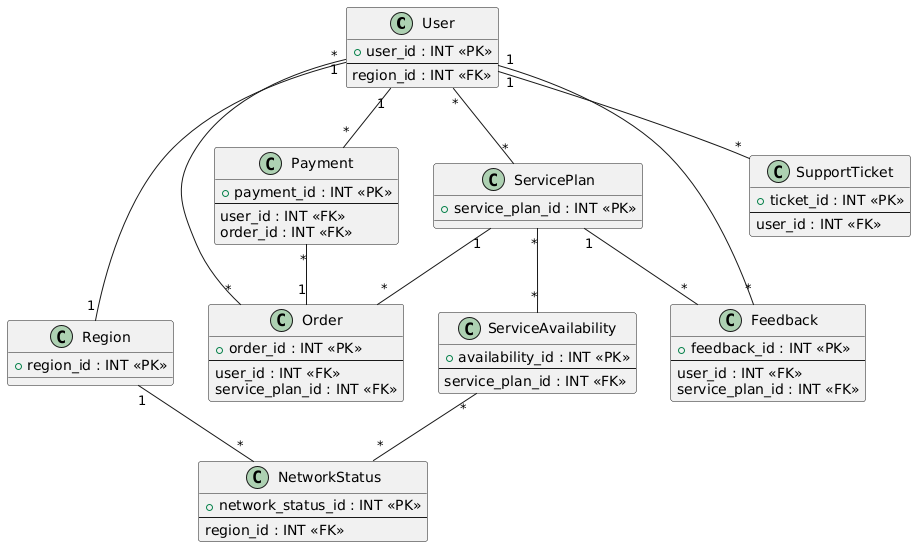 C User
+ user_id : INT «PK»
region_id : INT «FK»
*
1
1
*
1
1
*
*
*
C Payment
+ payment_id : INT «PK»
user_id : INT «FK»
order_id : INT «FK»
C ServicePlan
+ service_plan_id : INT «PK»
C SupportTicket
+ ticket_id : INT «PK»
user_id : INT «FK»
*
1
*
1
1
*
1
*
*
*
*
C Region
+ region_id : INT «PK»
C Order
+ order_id : INT «PK»
user_id : INT «FK»
service_plan_id : INT «FK»
C ServiceAvailability
+ availability_id : INT «PK»
service_plan_id : INT «FK»
C Feedback
+ feedback_id : INT «PK»
user_id : INT «FK»
service_plan_id : INT «FK»
1
*
*
*
C NetworkStatus
+ network_status_id : INT «PK»
region_id : INT «FK»